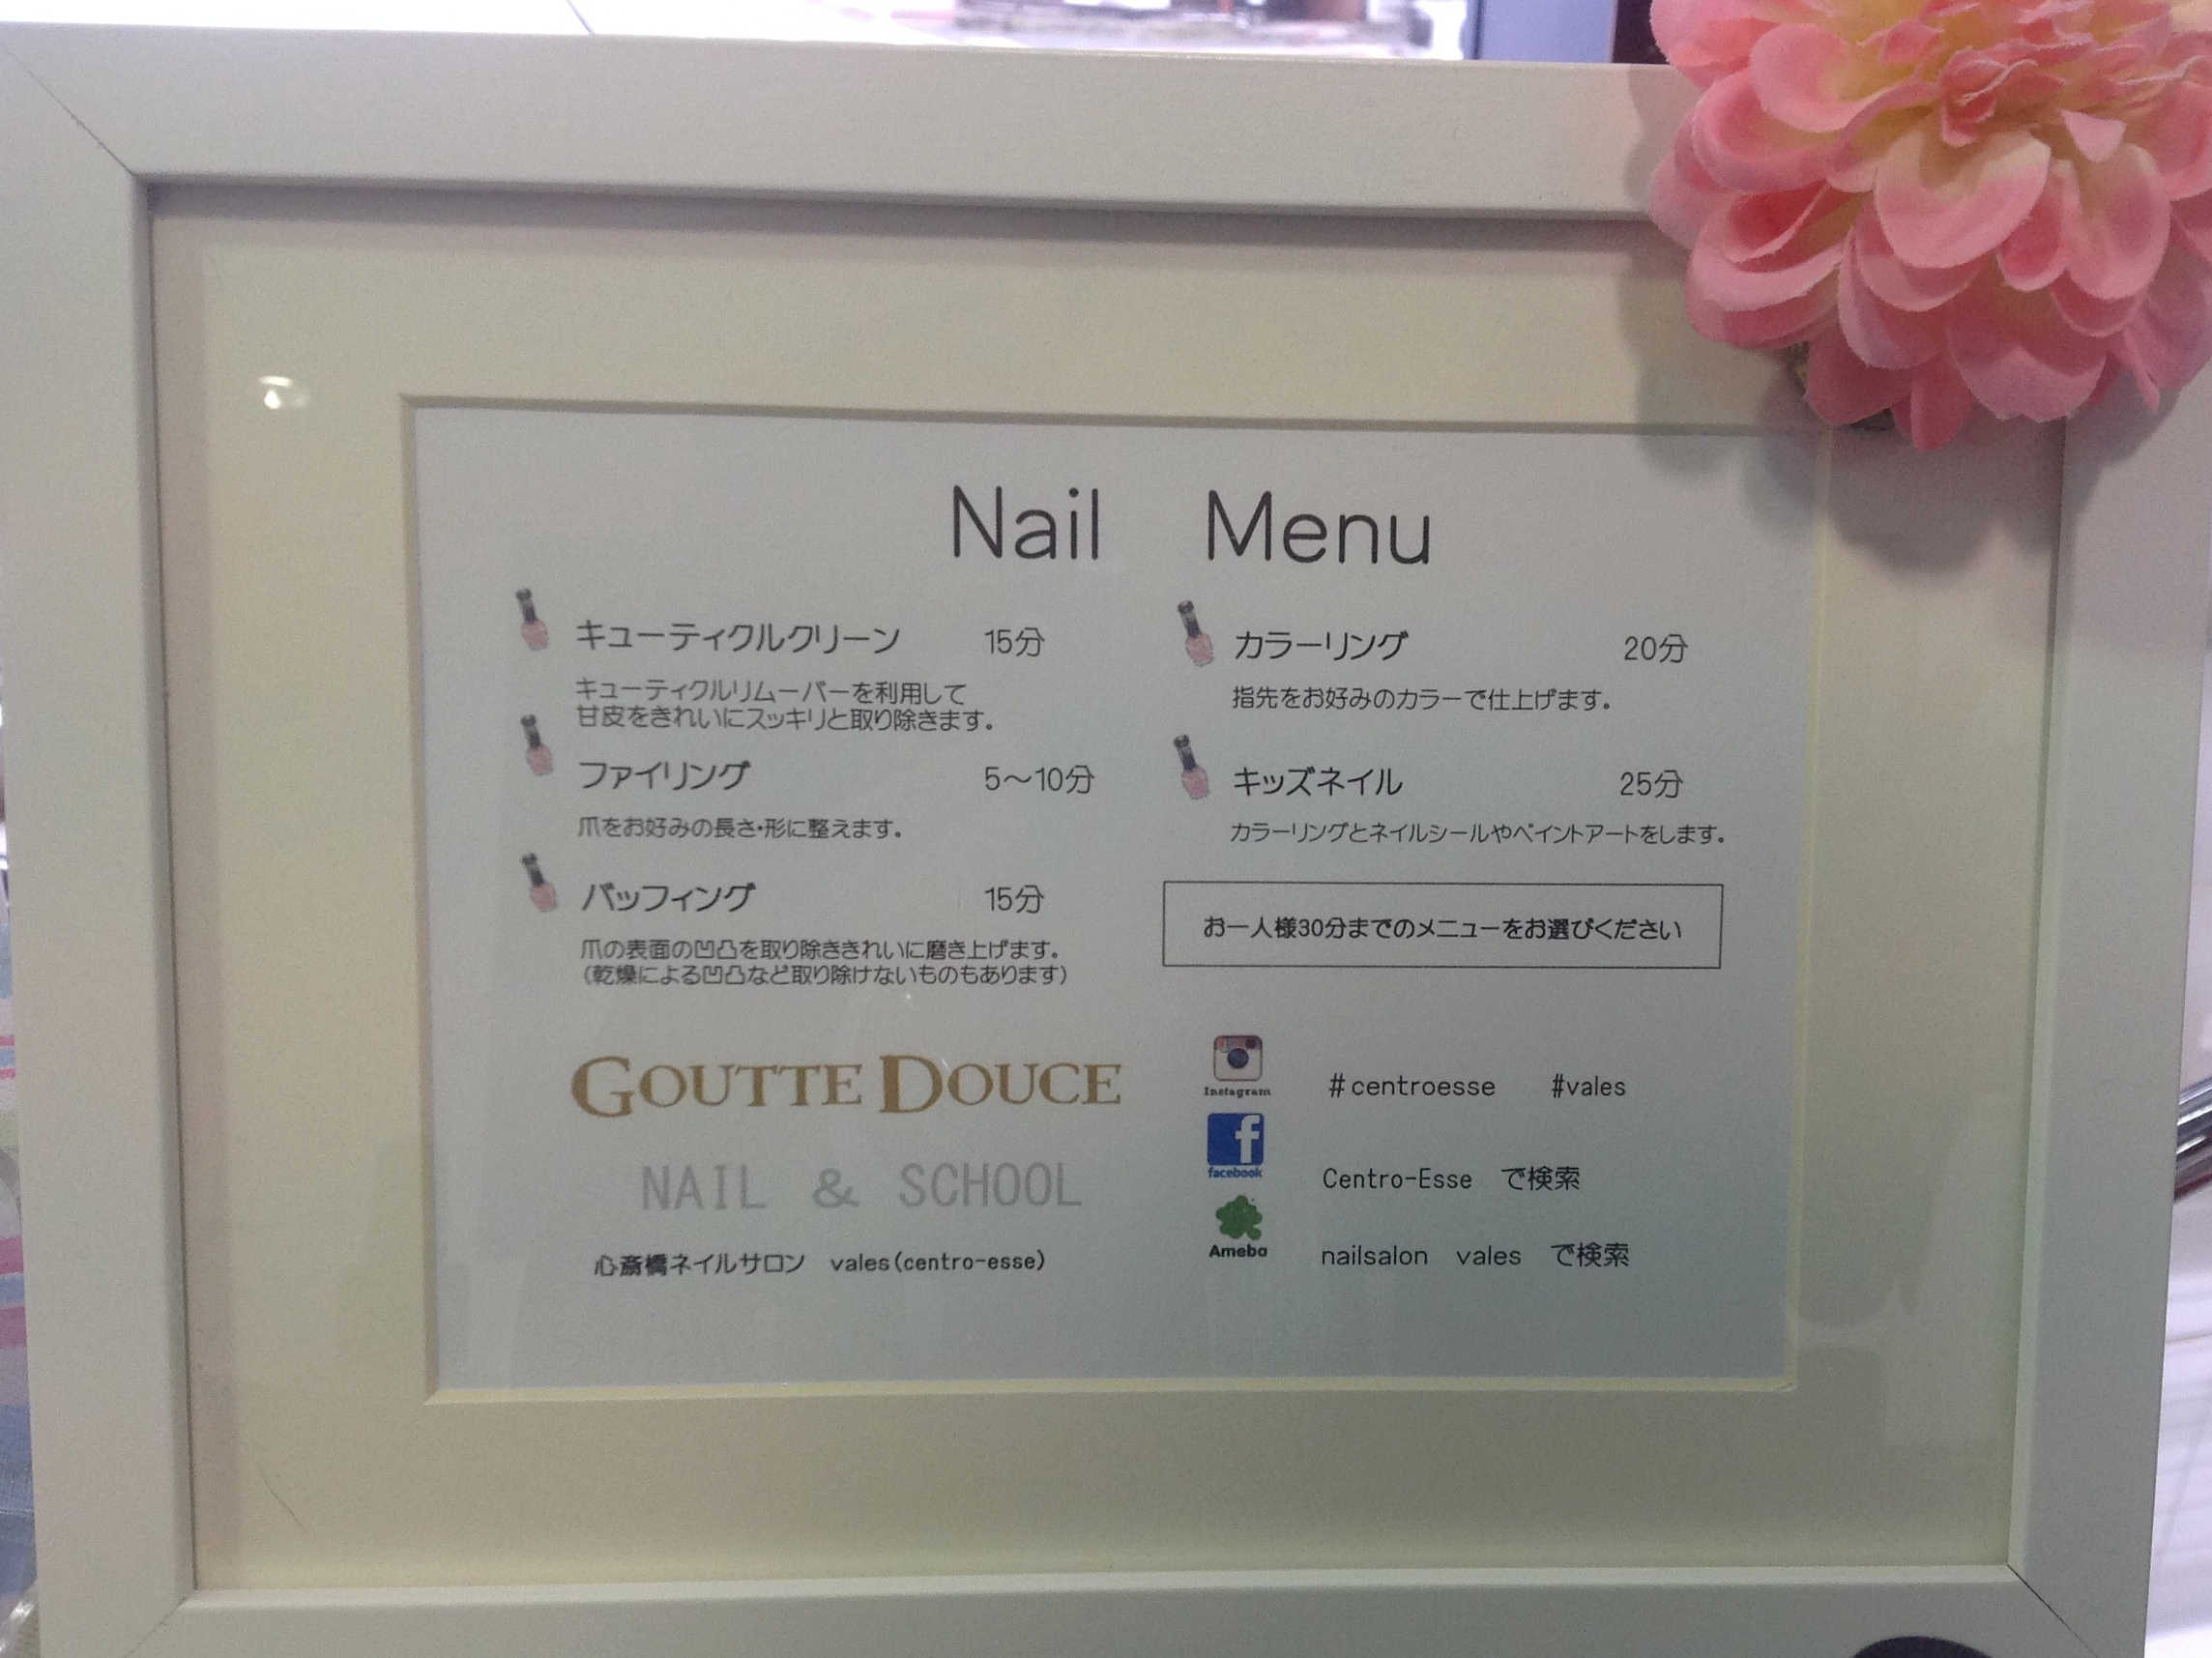 Nail Menu
キューティクルクリーン 15分
キューティクルリムーバーを利用して
甘皮をきれいにスッキリと取り除きます。
ファイリング 5～10分
爪をお好みの長さ・形に整えます。
バッフィング 15分
爪の表面の凹凸を取り除ききれいに磨き上げます。
(乾燥による凹凸など取り除けないものもあります)
カラーリング 20分
指先をお好みのカラーで仕上げます。
キッズネイル 25分
カラーリングとネイルシールやペイントアートをします。
お一人様30分までのメニューをお選びください
GOUTTE DOUCE
NAIL & SCHOOL
心斎橋ネイルサロン vales(centro-esse)
Instagram #centroesse #vales
facebook Centro-Esse で検索
Ameba nailsalon vales で検索